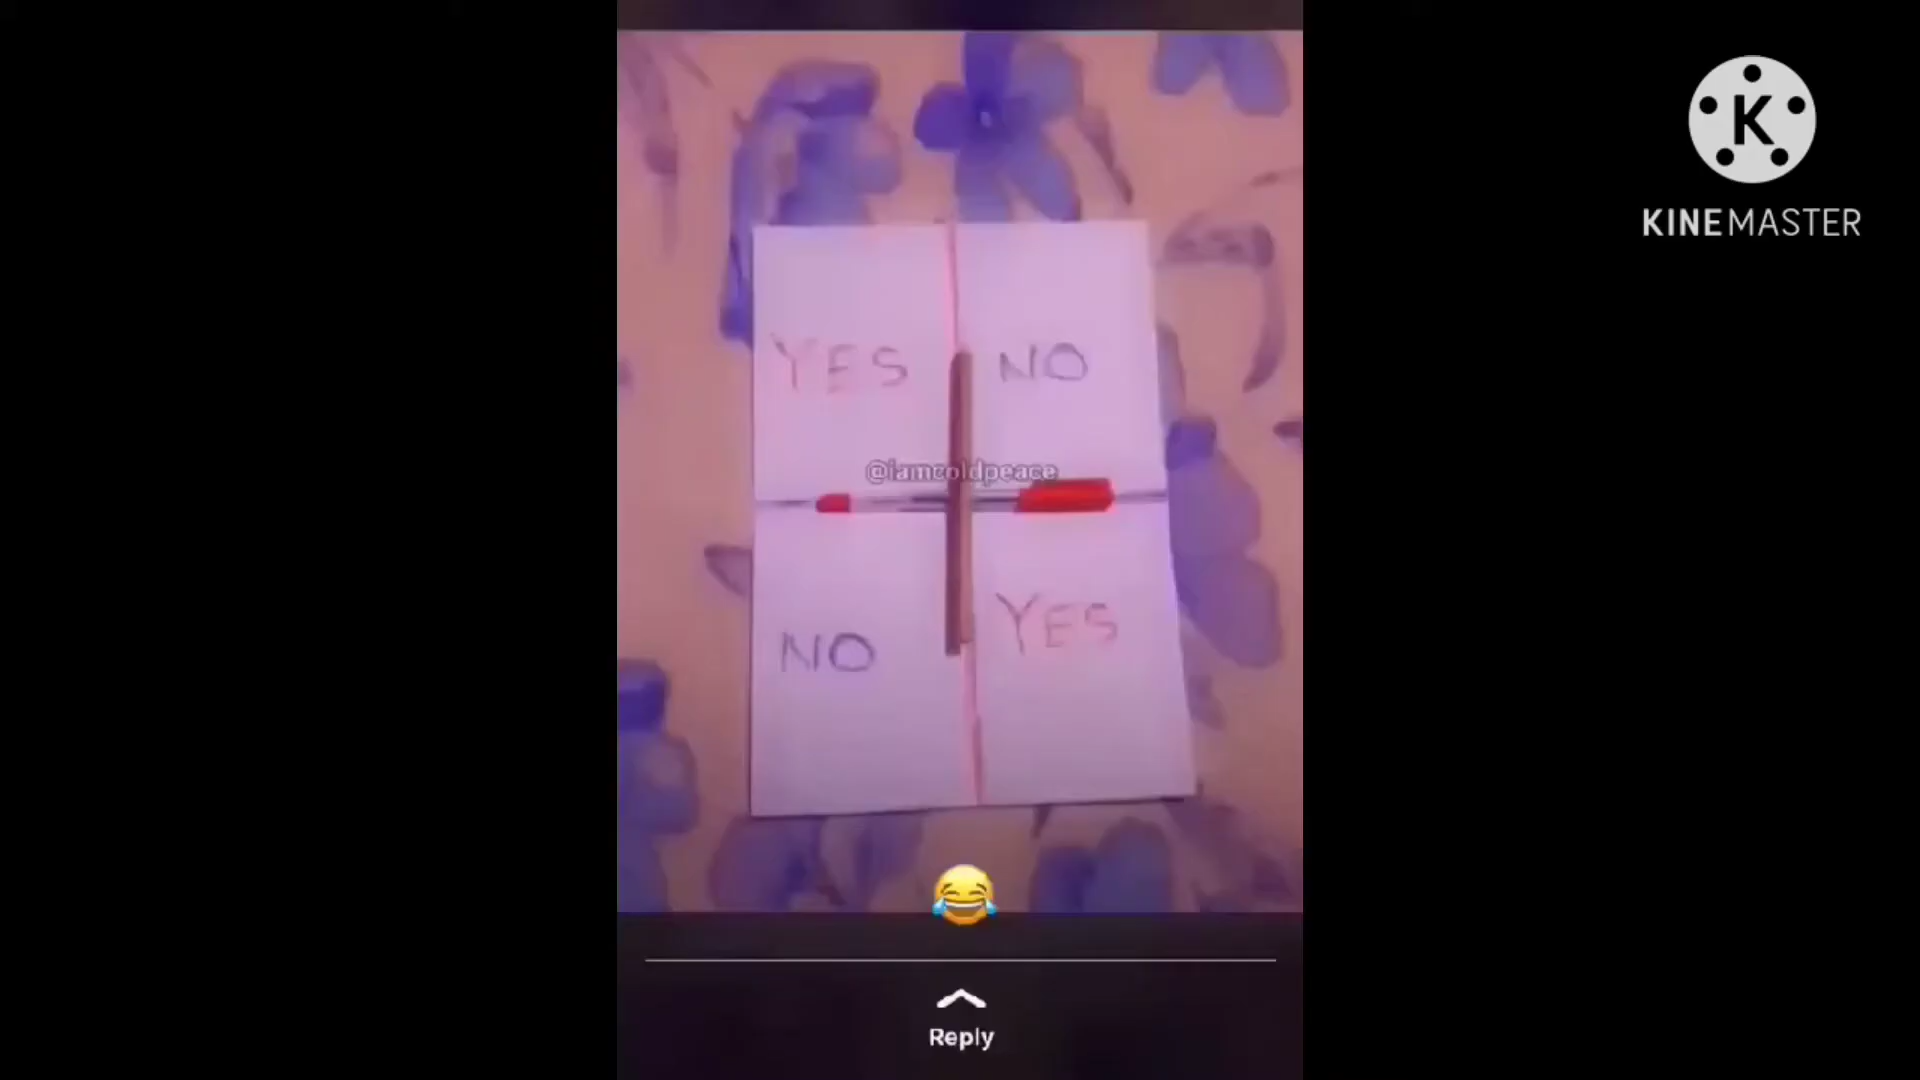 K
KINEMASTER
YES NO
@iamcoldpeace
NO YES
😂
Reply